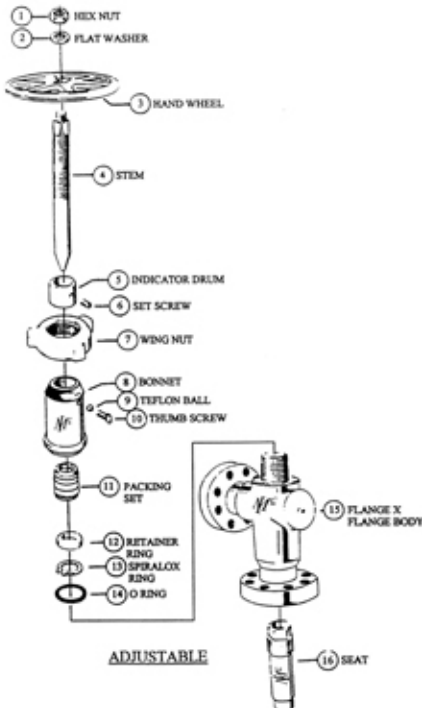 1 HEX NUT
2 FLAT WASHER
3 HAND WHEEL
4 STEM
5 INDICATOR DRUM
6 SET SCREW
7 WING NUT
8 BONNET
9 TEFLON BALL
10 THUMB SCREW
11 PACKING
SET
12 RETAINER
RING
13 SPIRALOX
RING
14 O RING
15 FLANGE X
FLANGE BODY
16 SEAT
ADJUSTABLE